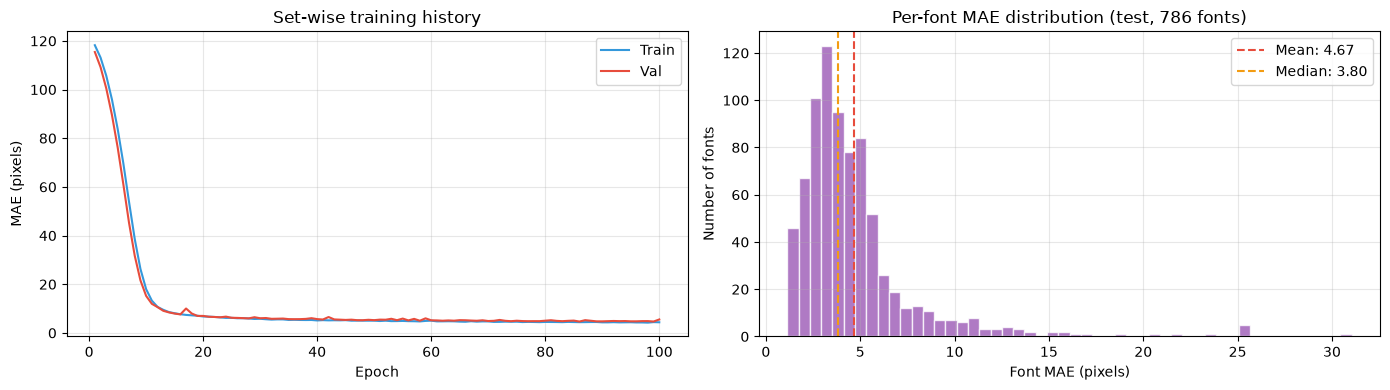 Set-wise training history
MAE (pixels)
120
100
80
60
40
20
0
Train
Val
0 20 40 60 80 100
Epoch
Per-font MAE distribution (test, 786 fonts)
Number of fonts
120
100
80
60
40
20
0
Mean: 4.67
Median: 3.80
0 5 10 15 20 25 30
Font MAE (pixels)